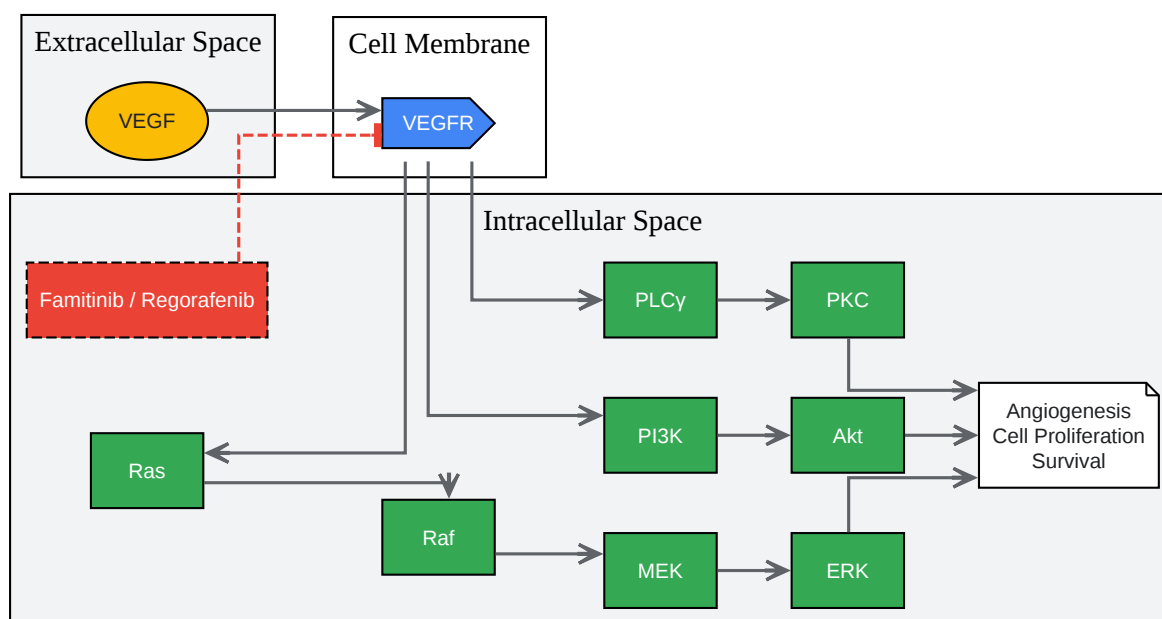 Extracellular Space
Cell Membrane
VEGF
VEGFR
Intracellular Space
Famitinib / Regorafenib
PLCγ
PKC
Angiogenesis
Cell Proliferation
Survival
PI3K
Akt
Ras
Raf
MEK
ERK